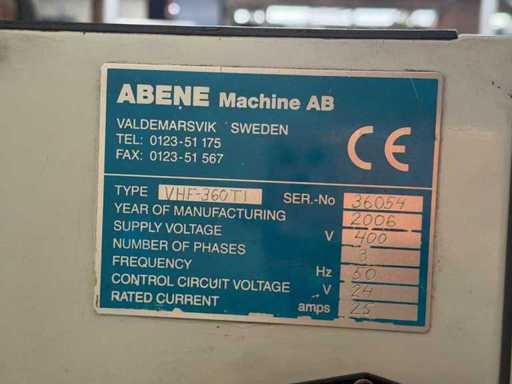 ABENE Machine AB
VALDEMARSVIK SWEDEN
TEL: 0123-51 175
FAX: 0123-51 567
CE
TYPE VHF-360T1 SER.-No 36054
YEAR OF MANUFACTURING 2006
SUPPLY VOLTAGE V 400
NUMBER OF PHASES 3
FREQUENCY Hz 50
CONTROL CIRCUIT VOLTAGE V 24
RATED CURRENT amps 25